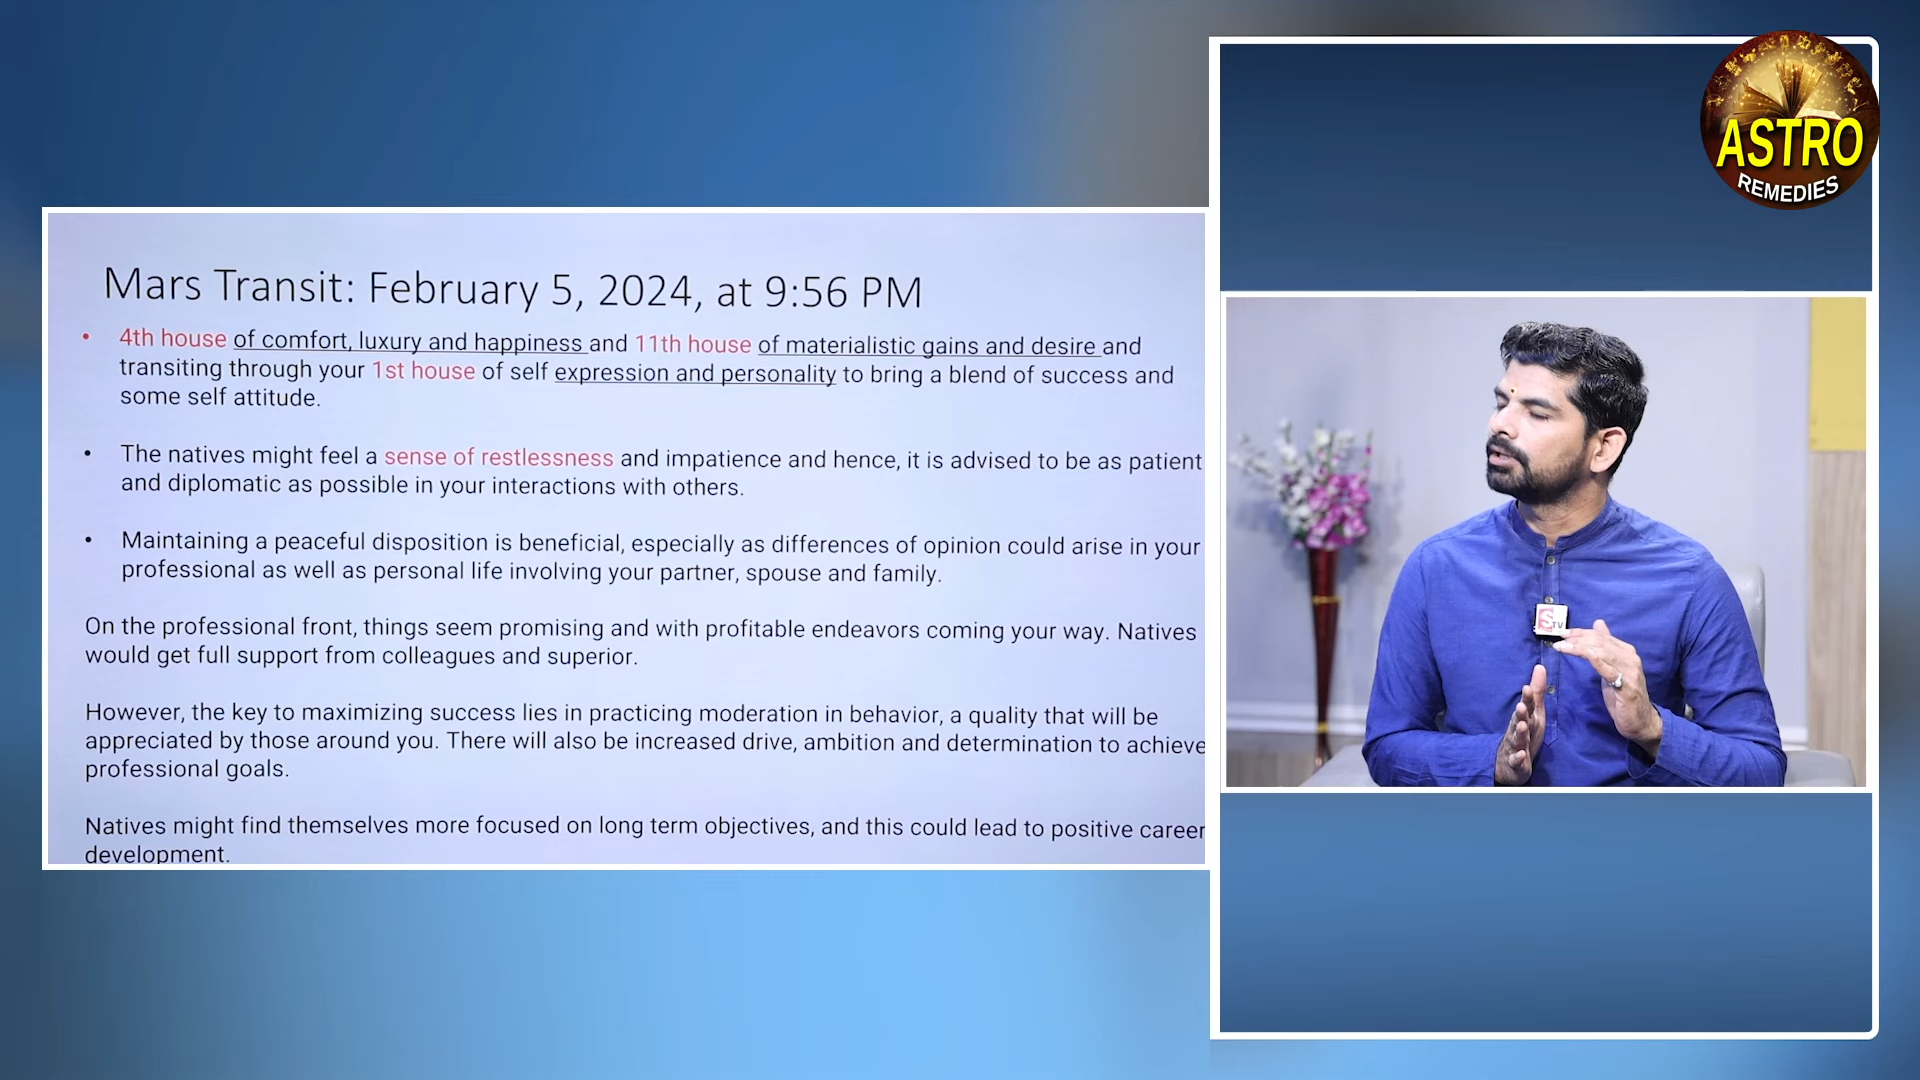 Mars Transit: February 5, 2024, at 9:56 PM
• 4th house of comfort, luxury and happiness and 11th house of materialistic gains and desire and
transiting through your 1st house of self expression and personality to bring a blend of success and
some self attitude.
• The natives might feel a sense of restlessness and impatience and hence, it is advised to be as patient
and diplomatic as possible in your interactions with others.
• Maintaining a peaceful disposition is beneficial, especially as differences of opinion could arise in your
professional as well as personal life involving your partner, spouse and family.
On the professional front, things seem promising and with profitable endeavors coming your way. Natives
would get full support from colleagues and superior.
However, the key to maximizing success lies in practicing moderation in behavior, a quality that will be
appreciated by those around you. There will also be increased drive, ambition and determination to achieve
professional goals.
Natives might find themselves more focused on long term objectives, and this could lead to positive career
development.
ASTRO
REMEDIES
STV